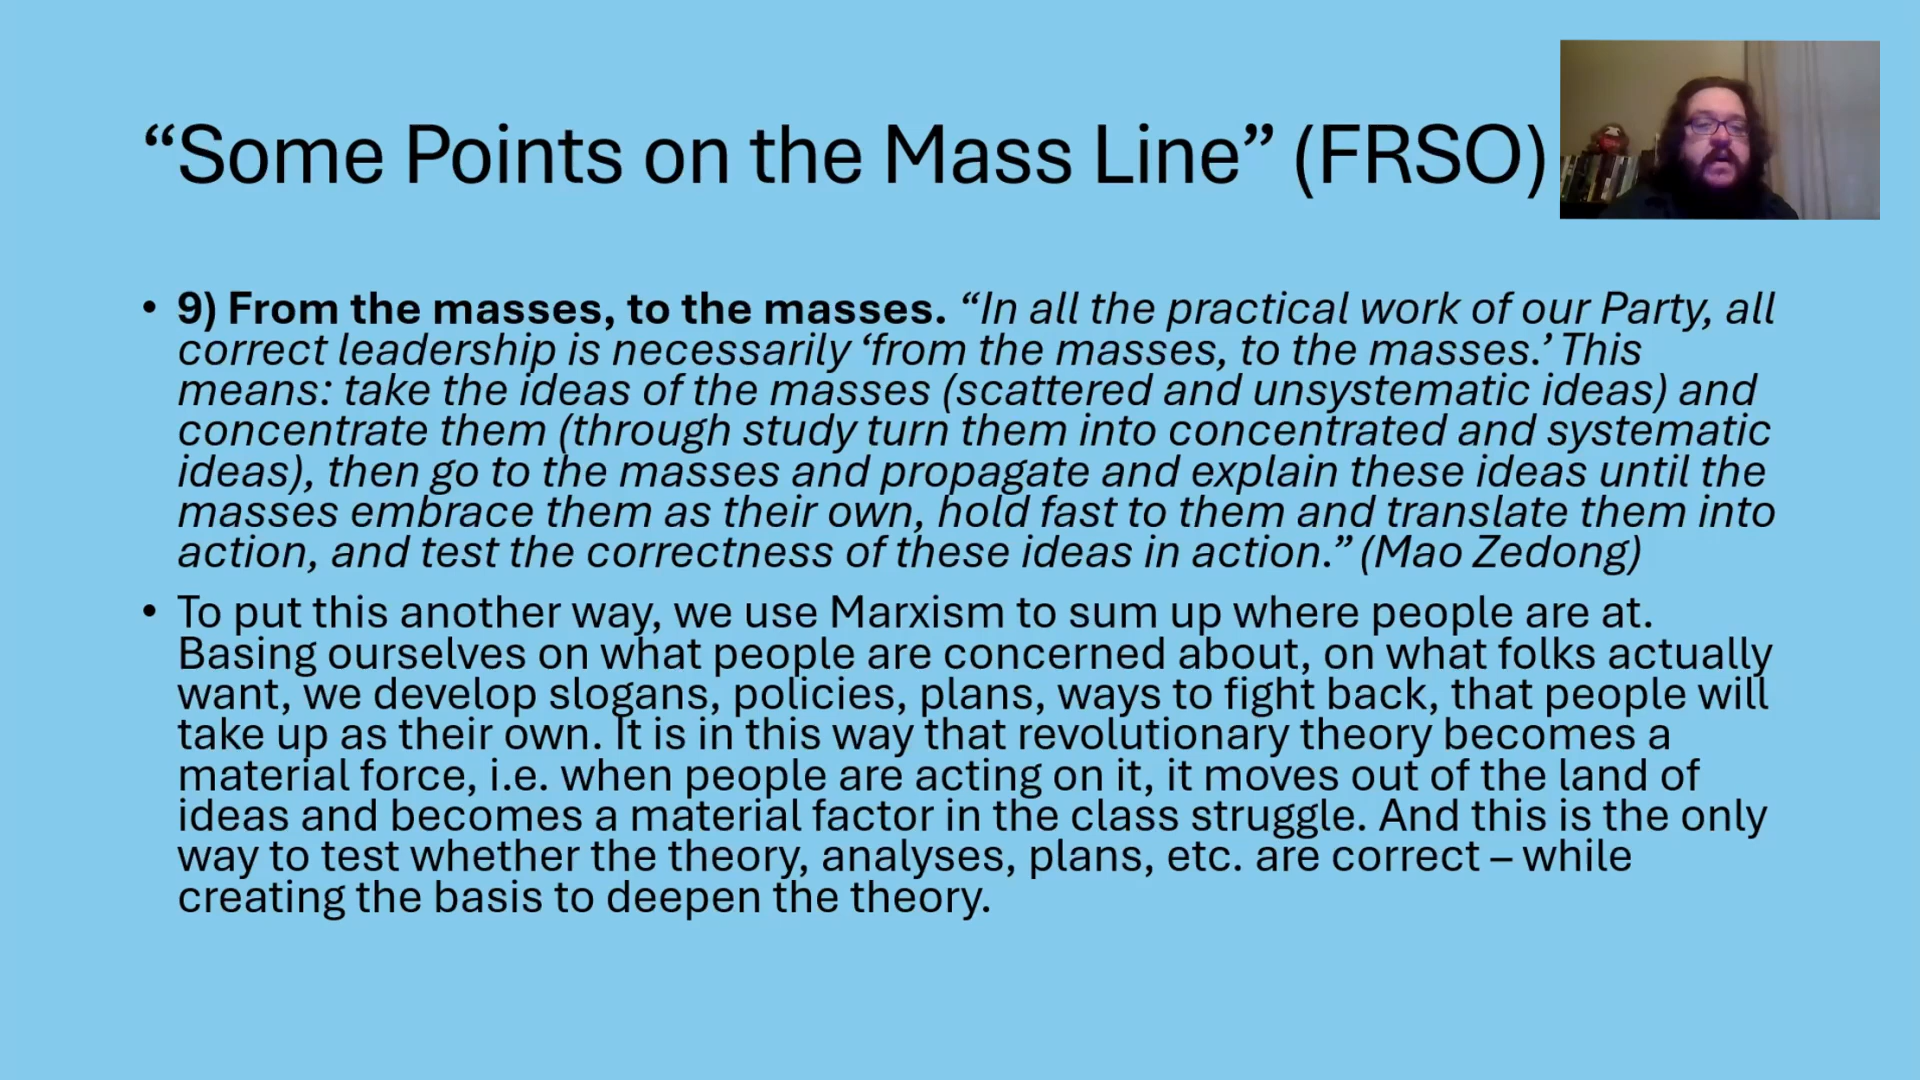 “Some Points on the Mass Line” (FRSO)
• 9) From the masses, to the masses. “In all the practical work of our Party, all
correct leadership is necessarily ‘from the masses, to the masses.’ This
means: take the ideas of the masses (scattered and unsystematic ideas) and
concentrate them (through study turn them into concentrated and systematic
ideas), then go to the masses and propagate and explain these ideas until the
masses embrace them as their own, hold fast to them and translate them into
action, and test the correctness of these ideas in action.” (Mao Zedong)
• To put this another way, we use Marxism to sum up where people are at.
Basing ourselves on what people are concerned about, on what folks actually
want, we develop slogans, policies, plans, ways to fight back, that people will
take up as their own. It is in this way that revolutionary theory becomes a
material force, i.e. when people are acting on it, it moves out of the land of
ideas and becomes a material factor in the class struggle. And this is the only
way to test whether the theory, analyses, plans, etc. are correct – while
creating the basis to deepen the theory.